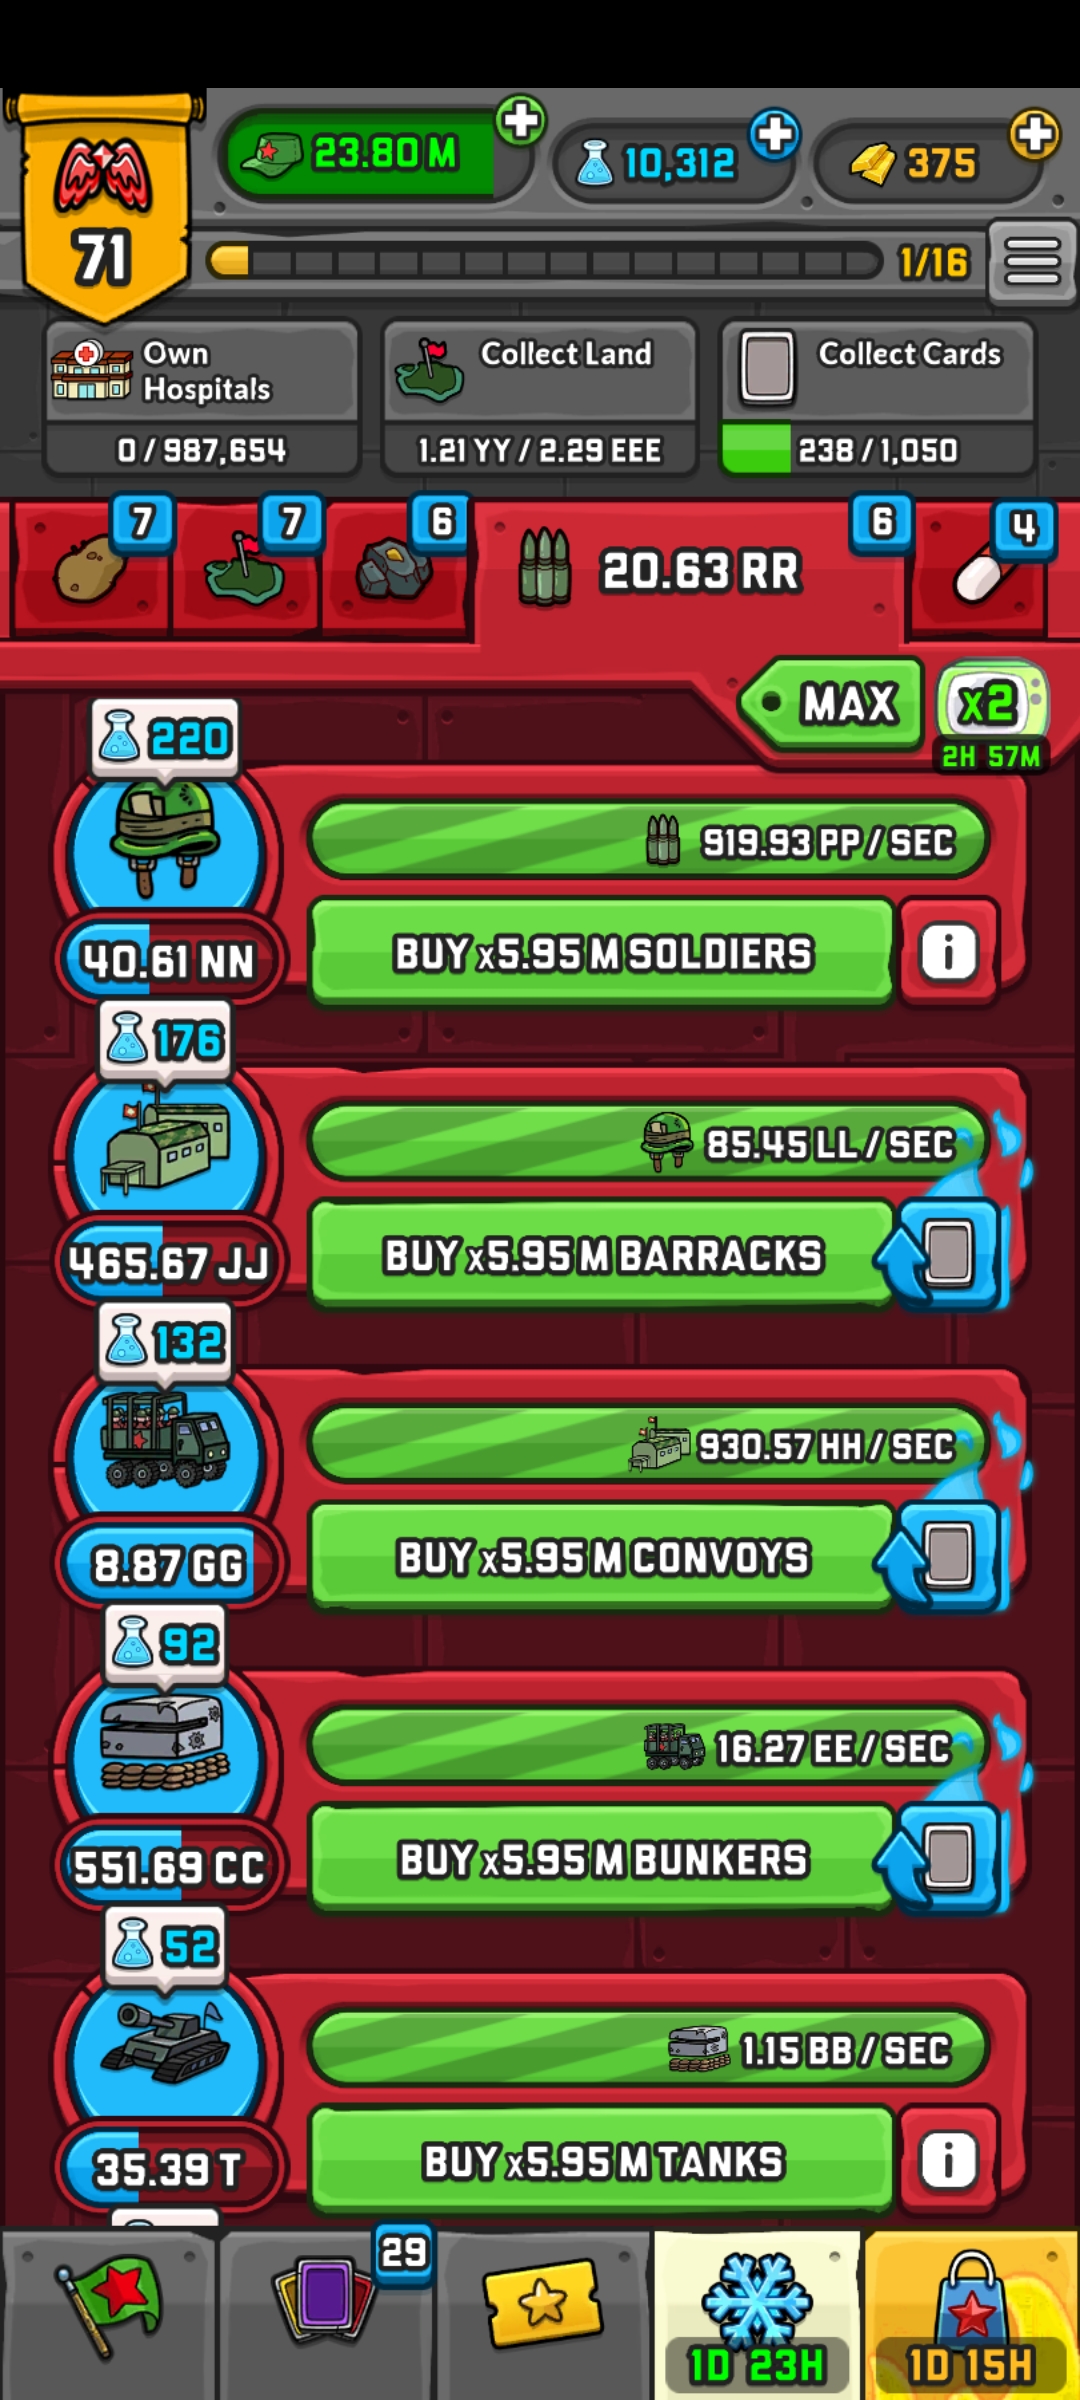 23.80 M
10,312
375
71
1/16
Own
Hospitals
0 / 987,654
Collect Land
1.21 YY / 2.29 EEE
Collect Cards
238 / 1,050
7
7
6
20.63 RR
6
4
MAX
x2
2H 57M
220
919.93 PP / SEC
40.61 NN
BUY x5.95 M SOLDIERS
i
176
85.45 LL / SEC
465.67 JJ
BUY x5.95 M BARRACKS
132
930.57 HH / SEC
8.87 GG
BUY x5.95 M CONVOYS
92
16.27 EE / SEC
551.69 CC
BUY x5.95 M BUNKERS
52
1.15 BB / SEC
35.39 T
BUY x5.95 M TANKS
i
29
1D 23H
1D 15H